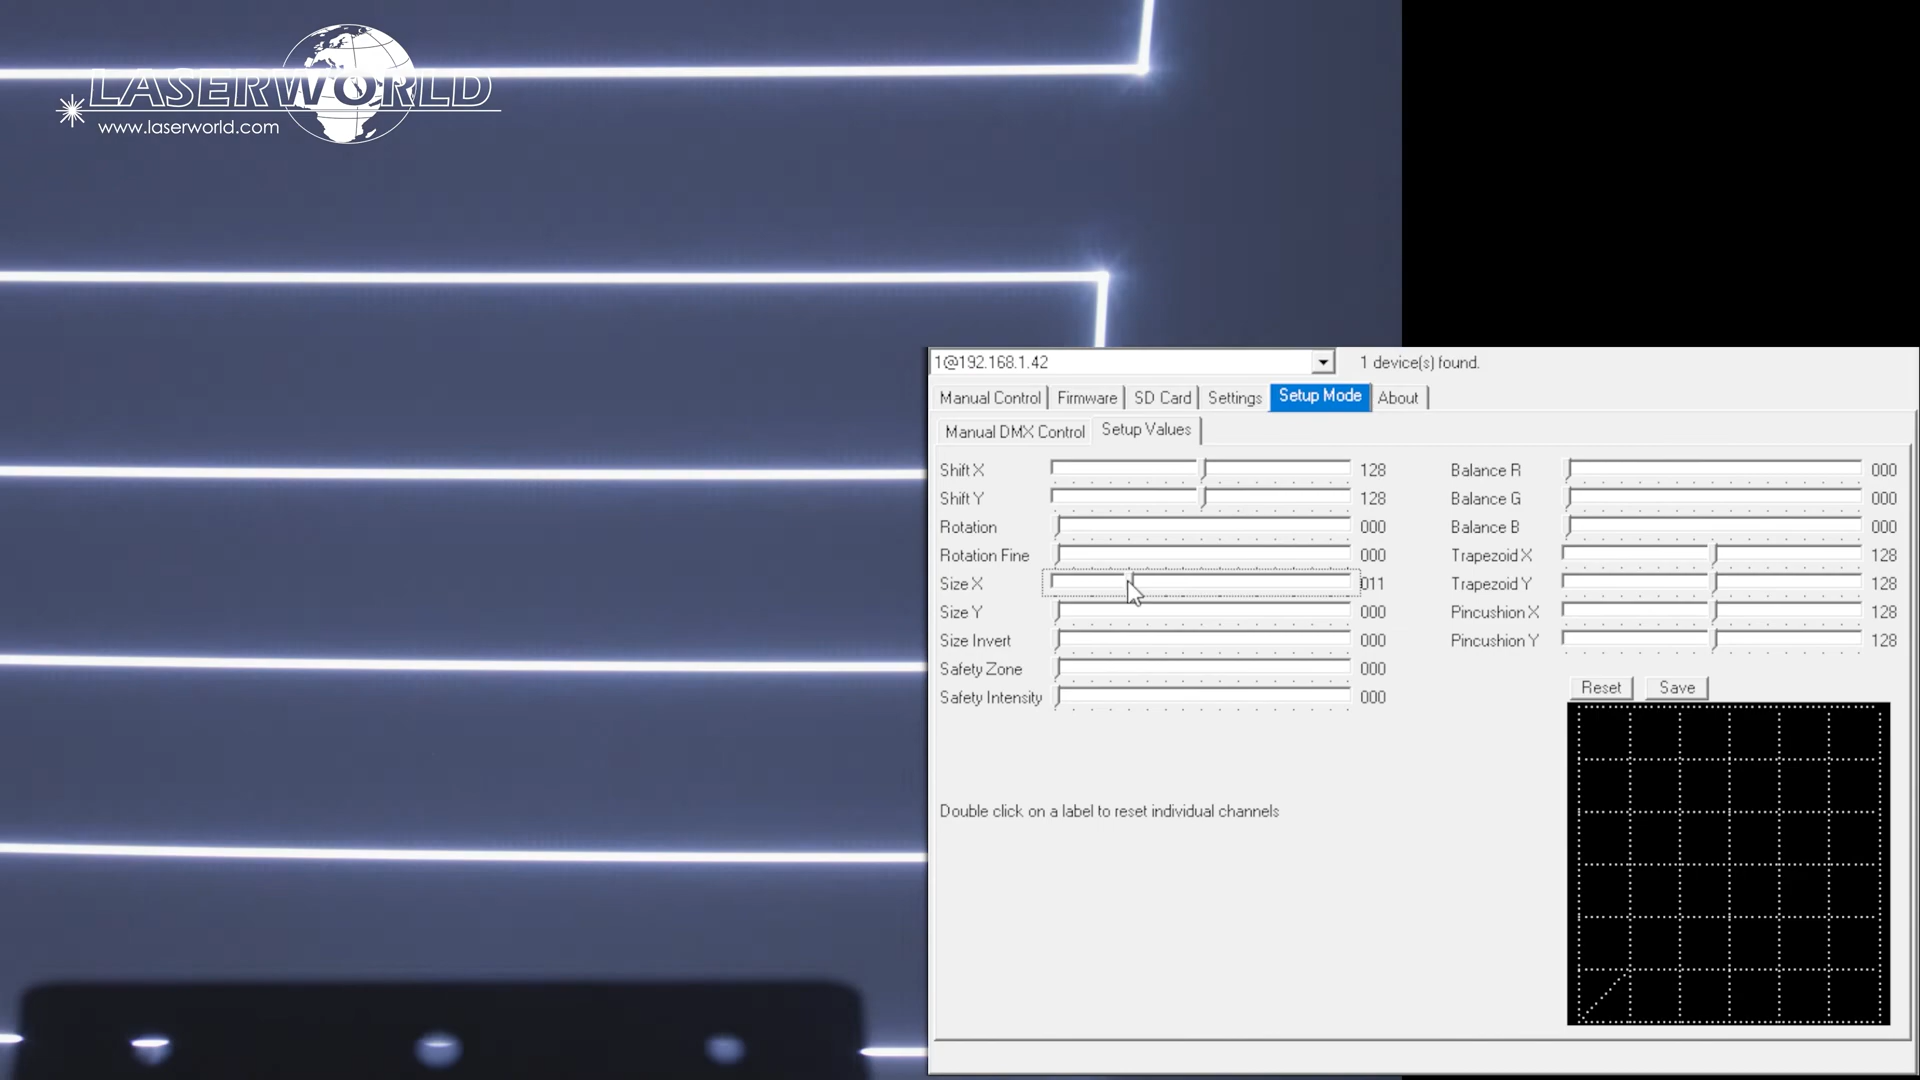 LASERWORLD
www.laserworld.com
1@192.168.1.42
1 device(s) found.
Manual Control Firmware SD Card Settings Setup Mode About
Manual DMX Control Setup Values
Shift X 128 Balance R 000
Shift Y 128 Balance G 000
Rotation 000 Balance B 000
Rotation Fine 000 Trapezoid X 128
Size X 011 Trapezoid Y 128
Size Y 000 Pincushion X 128
Size Invert 000 Pincushion Y 128
Safety Zone 000
Safety Intensity 000
Reset Save
Double click on a label to reset individual channels